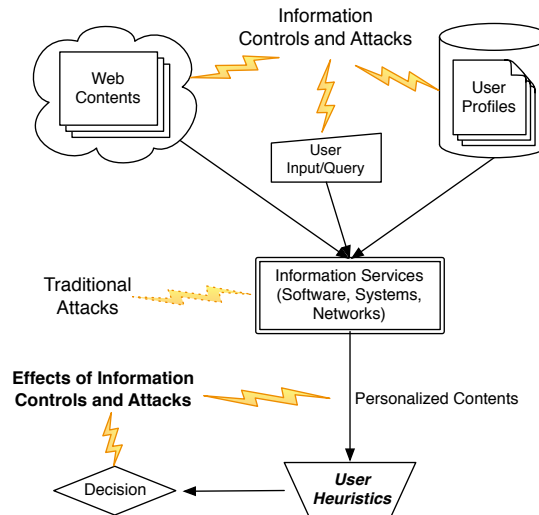 Information
Controls and Attacks
Web
Contents
User
Profiles
User
Input/Query
Information Services
(Software, Systems,
Networks)
Traditional
Attacks
Effects of Information
Controls and Attacks
Personalized Contents
User
Heuristics
Decision